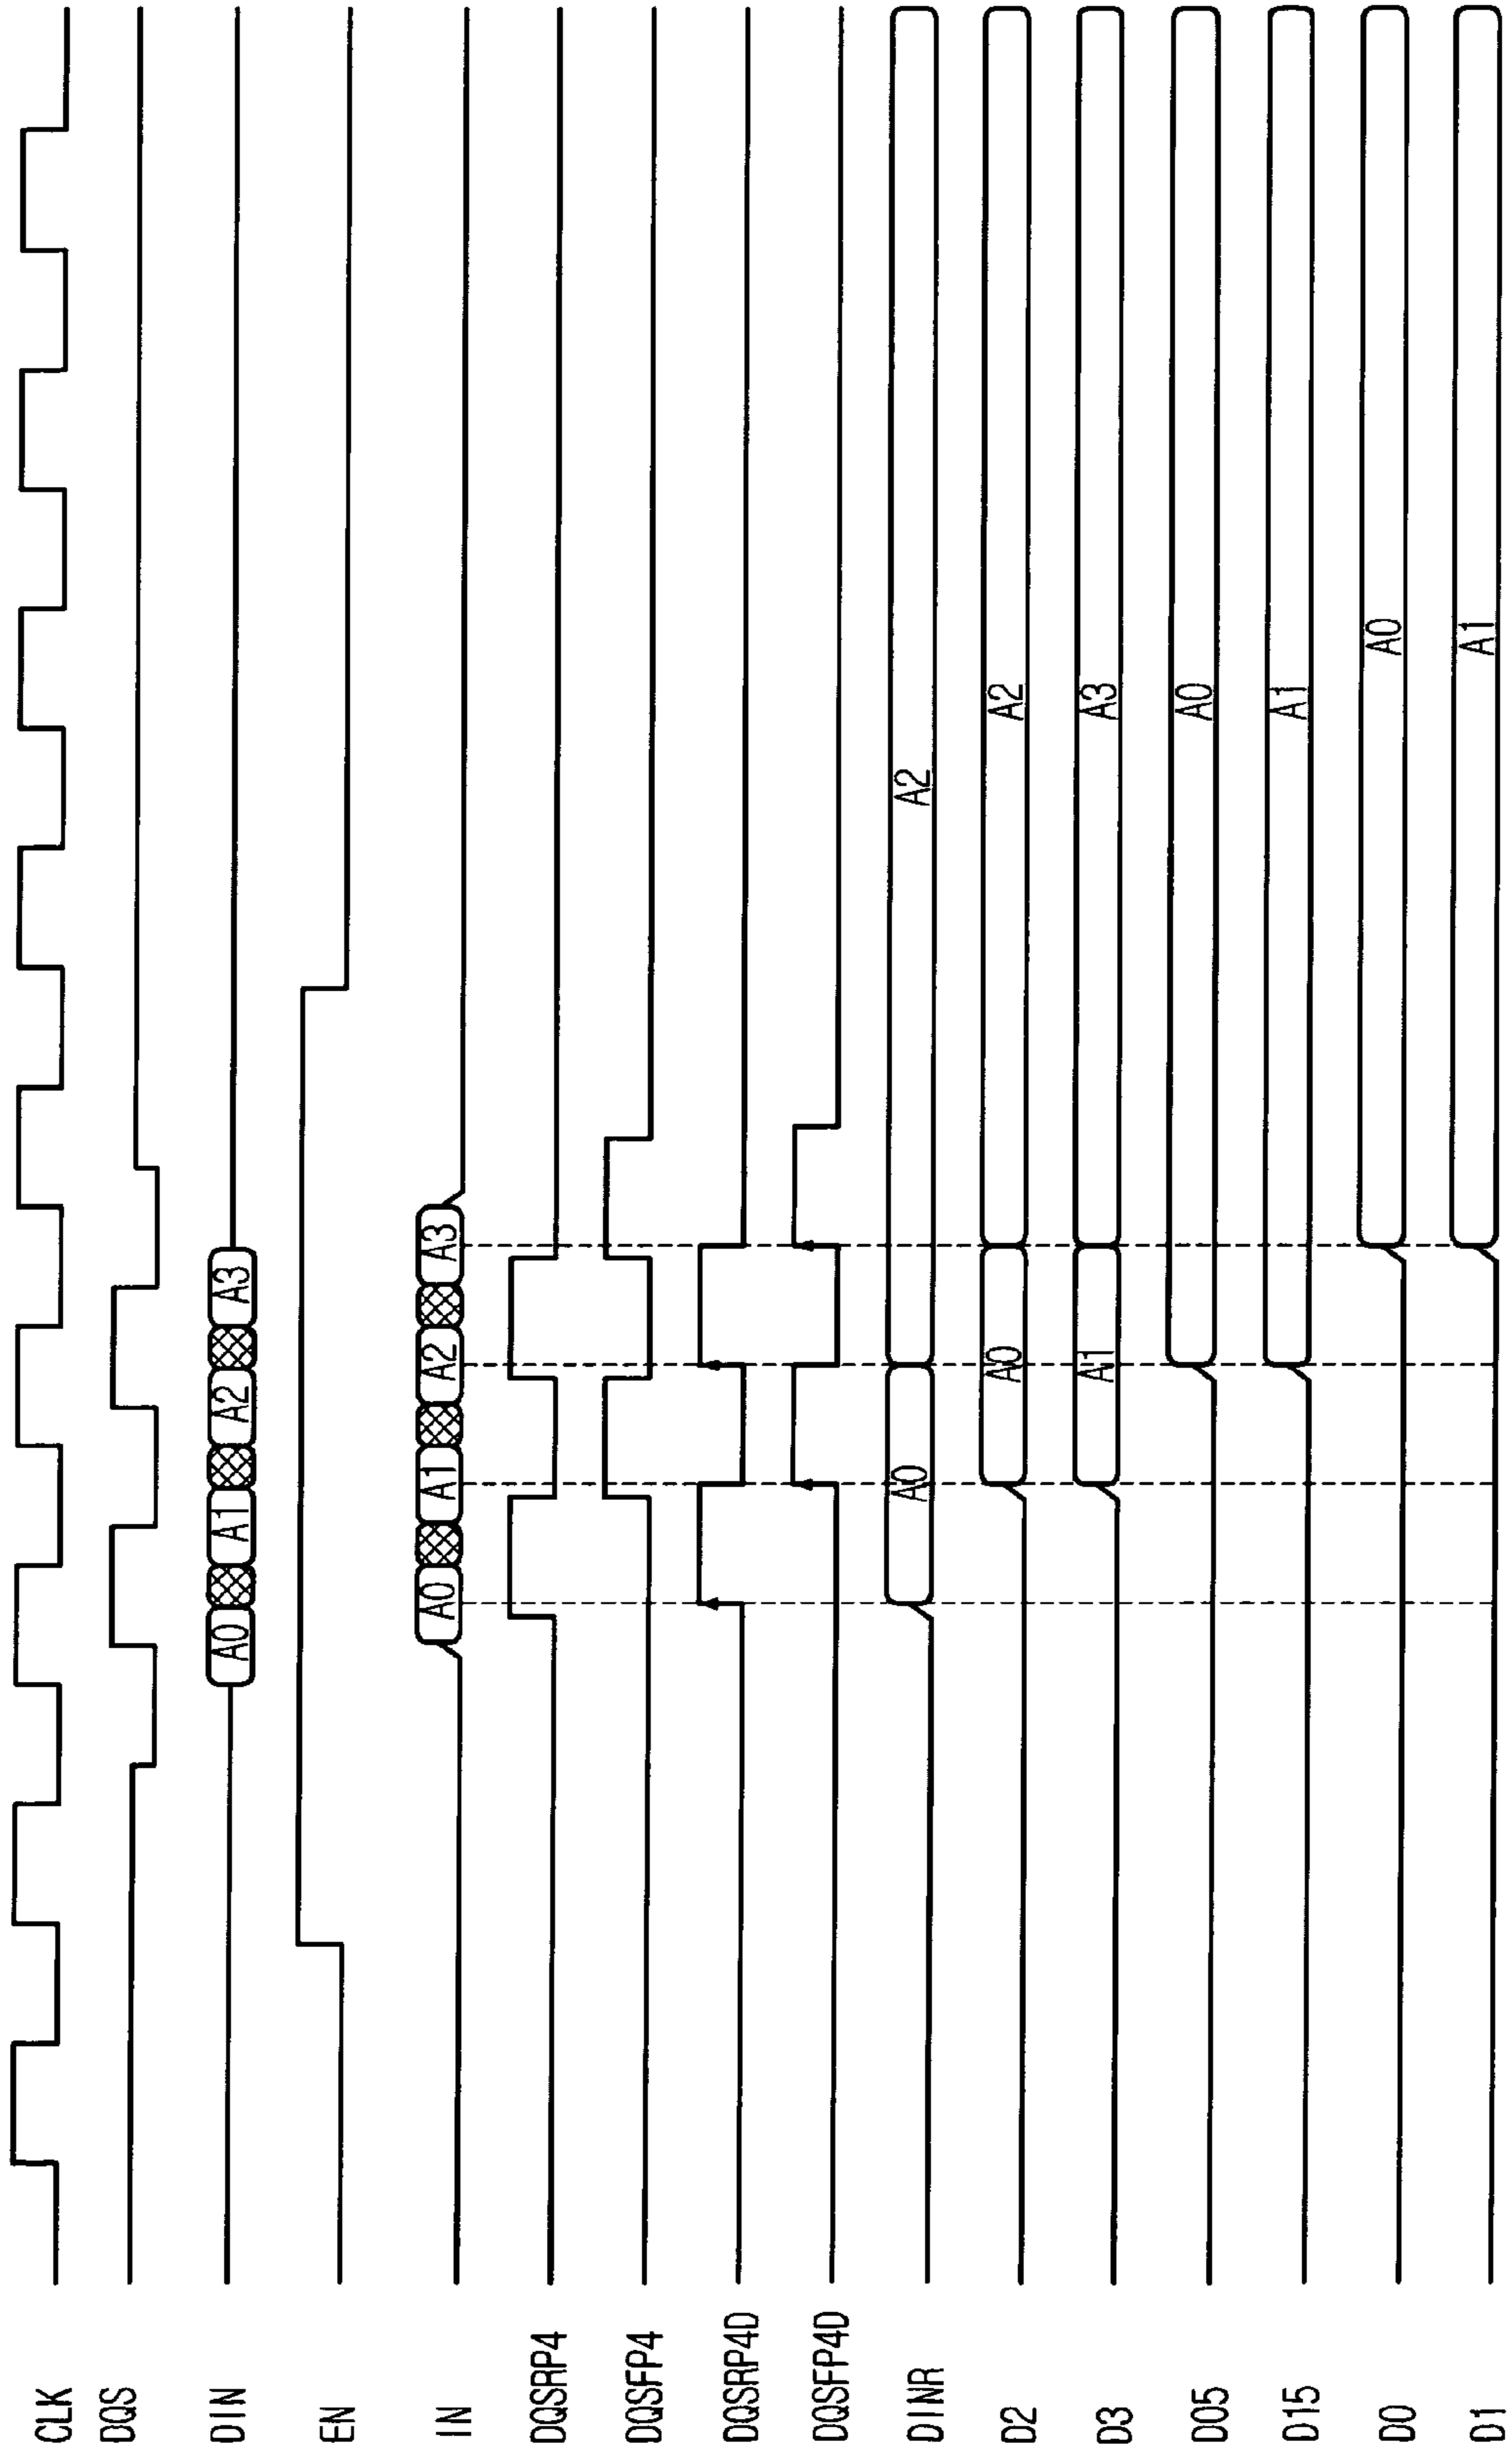 CLK
DQS
DIN A0 A1 A2 A3
EN
IN A0 A1 A2 A3
DQSRP4
DQSFP4
DQSRP4D
DQSFP4D
DINR A0 A2
D2 A0 A2
D3 A1 A3
D05 A0
D15 A1
D0 A0
D1 A1